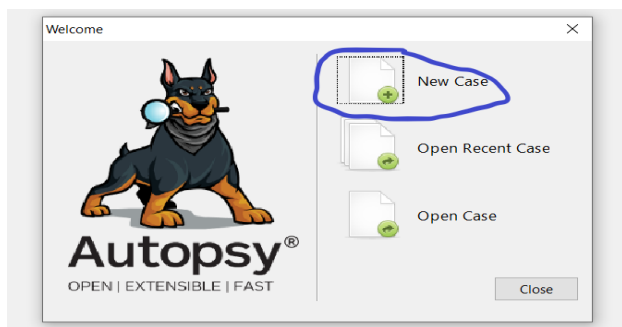 Welcome
New Case
Open Recent Case
Open Case
Autopsy®
OPEN | EXTENSIBLE | FAST
Close